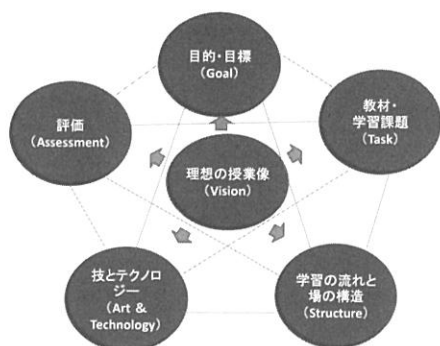 目的・目標
(Goal)
評価
(Assessment)
教材・
学習課題
(Task)
理想の授業像
(Vision)
技とテクノロ
ジー
(Art &
Technology)
学習の流れと
場の構造
(Structure)